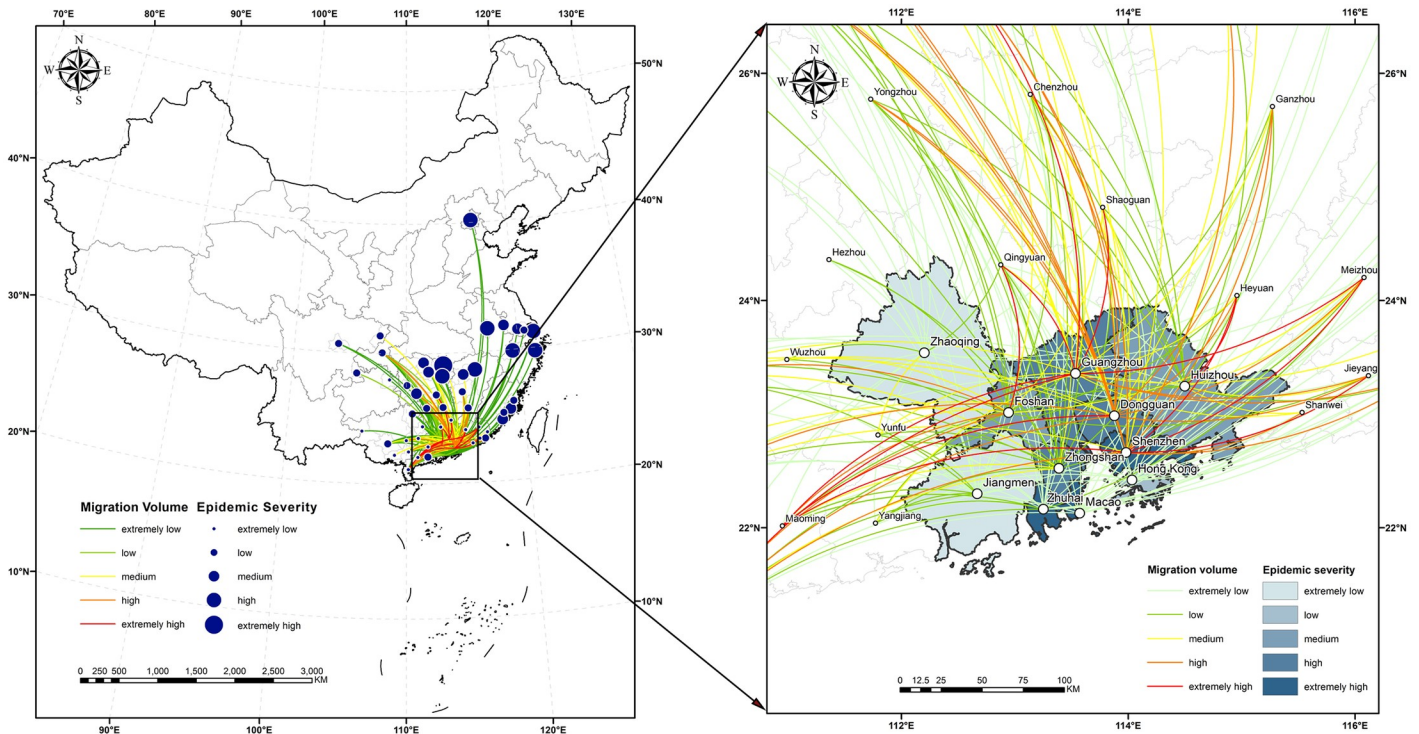 70°E 80°E 90°E 100°E 110°E 120°E 130°E
N
W E
S
50°N
40°N
40°N
30°N
30°N
20°N
20°N
10°N
10°N
Migration Volume Epidemic Severity
extremely low extremely low
low low
medium medium
high high
extremely high extremely high
0 250 500 1,000 1,500 2,000 2,500 3,000
KM
90°E 100°E 110°E 120°E
112°E 114°E 116°E
N
W E
S
26°N
26°N
Yongzhou
Chenzhou
Ganzhou
Shaoguan
Hezhou
Qingyuan
Meizhou
24°N
24°N
Heyuan
Wuzhou
Zhaoqing
Guangzhou
Huizhou
Jieyang
Foshan
Dongguan
Shanwei
Yunfu
Shenzhen
Zhongshan
Hong Kong
Jiangmen
Zhuhai
Macao
Maoming
Yangjiang
22°N
22°N
Migration volume Epidemic severity
extremely low extremely low
low low
medium medium
high high
extremely high extremely high
0 12.5 25 50 75 100
KM
112°E 114°E 116°E